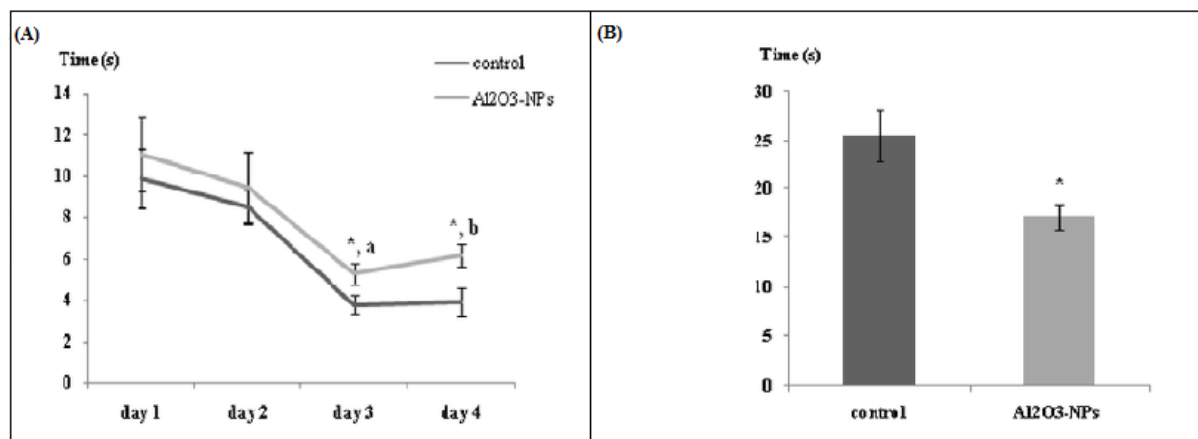 (A)
Time (s)
control
Al2O3-NPs
14
12
10
8
6
4
2
0
*, a
*, b
day 1 day 2 day 3 day 4
(B)
Time (s)
30
25
20
15
10
5
0
*
control Al2O3-NPs